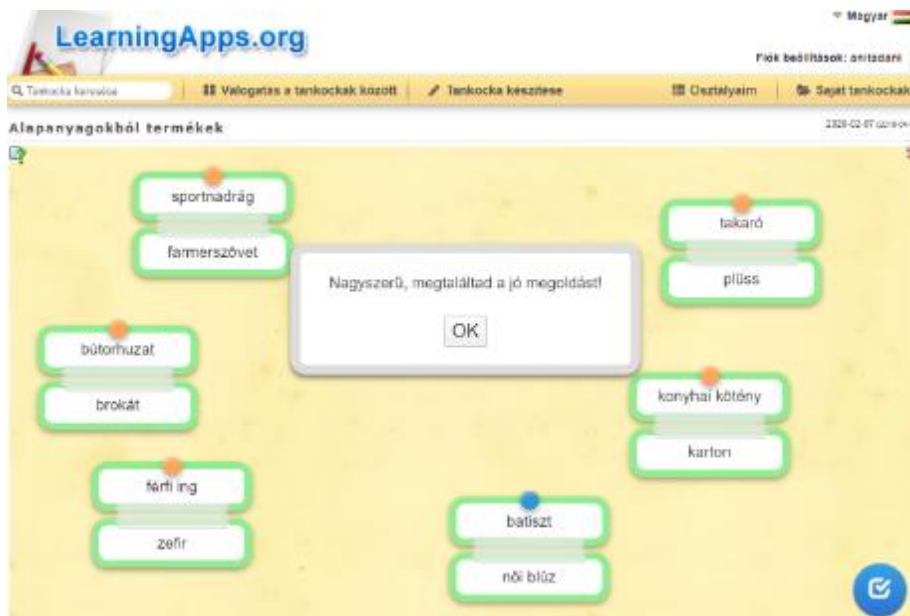 LearningApps.org
Magyar
Fiók beállítások: anitadani
Tankocka keresése
Válogatás a tankockák között
Tankocka készítése
Osztályaim
Saját tankockák
Alapanyagokból termékek
sportnadrág
farmerszövet
takaró
plüss
Nagyszerű, megtaláltad a jó megoldást!
OK
bútorhuzat
brokát
konyhai kötény
karton
férfi ing
zefír
batiszt
női blúz